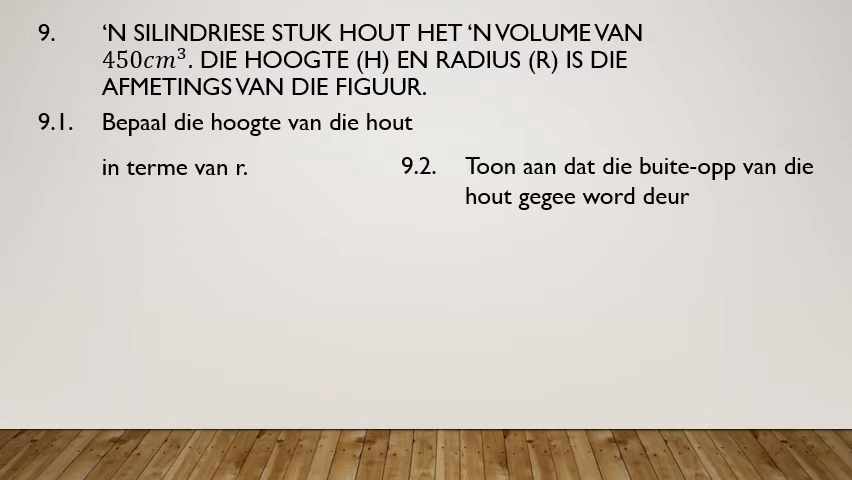 9. ‘N SILINDRIESE STUK HOUT HET ‘N VOLUME VAN
450cm³. DIE HOOGTE (H) EN RADIUS (R) IS DIE
AFMETINGS VAN DIE FIGUUR.
9.1. Bepaal die hoogte van die hout
in terme van r.
9.2. Toon aan dat die buite-opp van die
hout gegee word deur